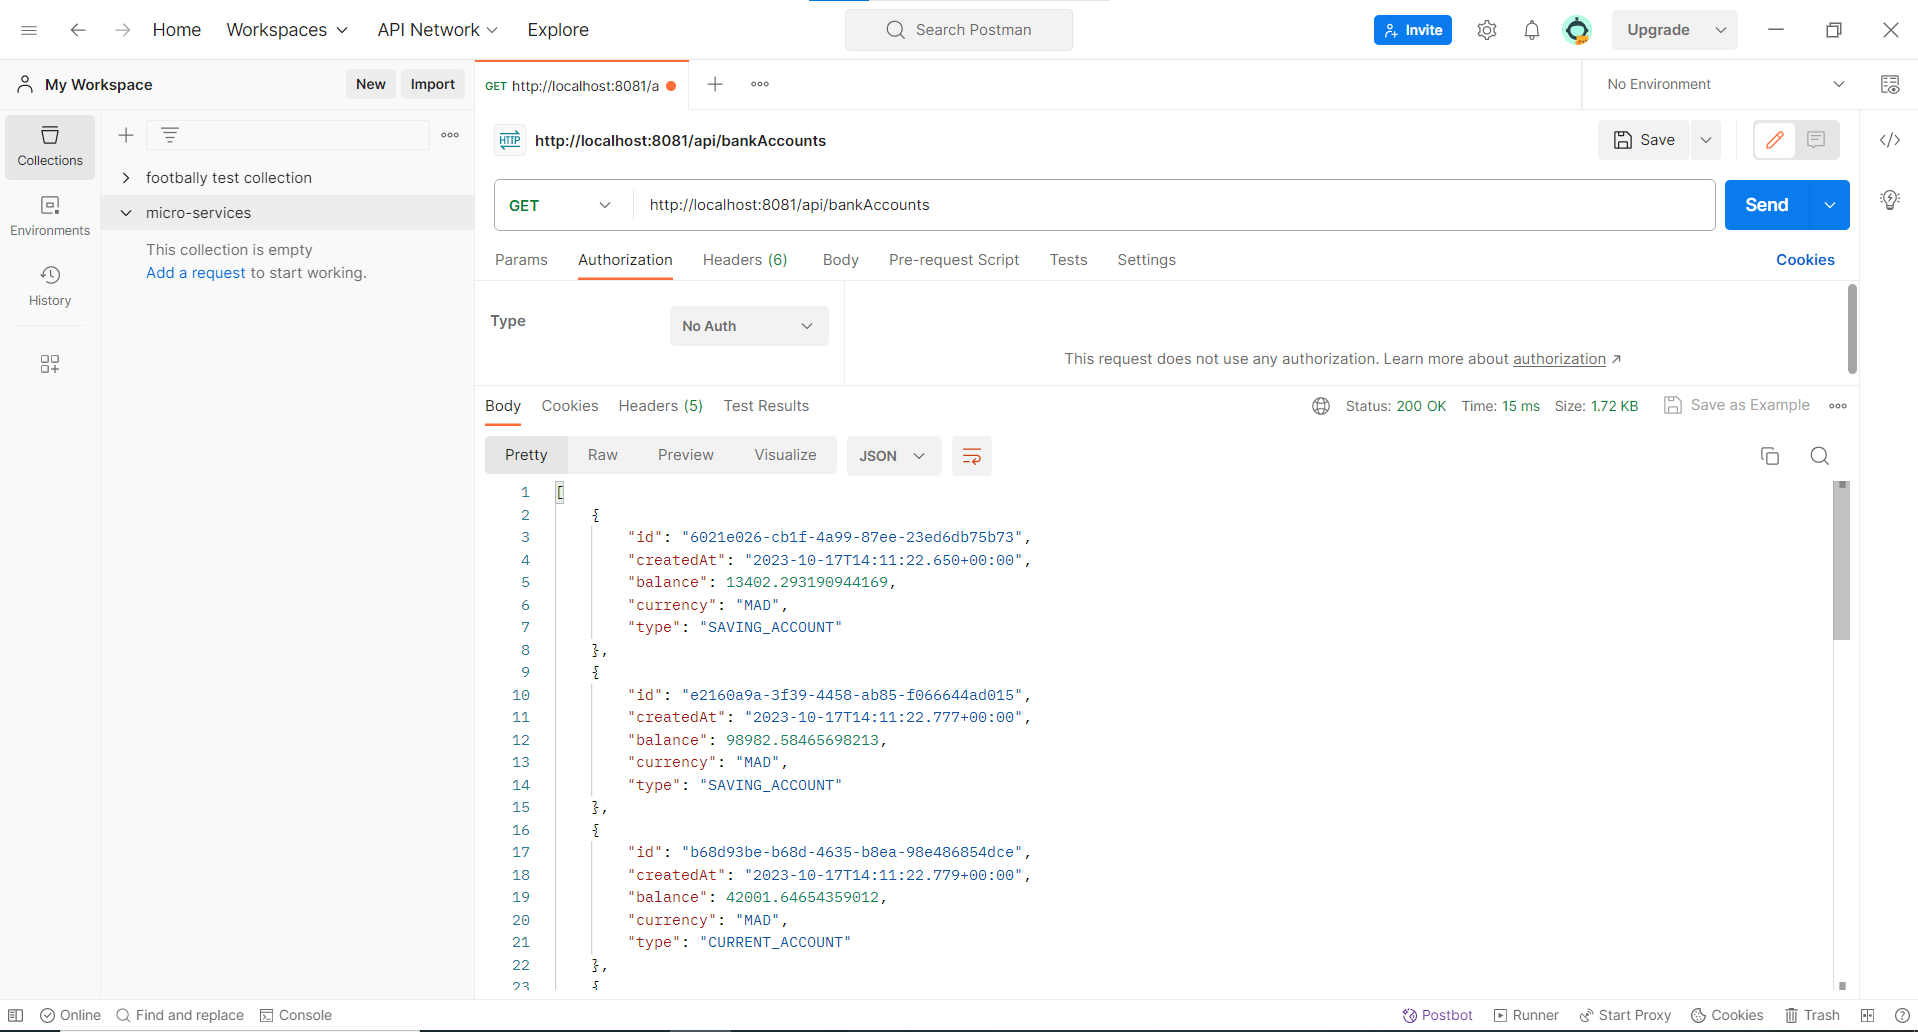 Home Workspaces API Network Explore Search Postman Invite Upgrade
My Workspace New Import GET http://localhost:8081/a No Environment
Collections
Environments
History
footbally test collection
micro-services
This collection is empty
Add a request to start working.
HTTP http://localhost:8081/api/bankAccounts Save
GET http://localhost:8081/api/bankAccounts Send
Params Authorization Headers (6) Body Pre-request Script Tests Settings Cookies
Type No Auth
This request does not use any authorization. Learn more about authorization ↗
Body Cookies Headers (5) Test Results Status: 200 OK Time: 15 ms Size: 1.72 KB Save as Example
Pretty Raw Preview Visualize JSON
1 [
2 {
3 "id": "6021e026-cb1f-4a99-87ee-23ed6db75b73",
4 "createdAt": "2023-10-17T14:11:22.650+00:00",
5 "balance": 13402.293190944169,
6 "currency": "MAD",
7 "type": "SAVING_ACCOUNT"
8 },
9 {
10 "id": "e2160a9a-3f39-4458-ab85-f066644ad015",
11 "createdAt": "2023-10-17T14:11:22.777+00:00",
12 "balance": 98982.58465698213,
13 "currency": "MAD",
14 "type": "SAVING_ACCOUNT"
15 },
16 {
17 "id": "b68d93be-b68d-4635-b8ea-98e486854dce",
18 "createdAt": "2023-10-17T14:11:22.779+00:00",
19 "balance": 42001.64654359012,
20 "currency": "MAD",
21 "type": "CURRENT_ACCOUNT"
22 },
23 {
Online Find and replace Console Postbot Runner Start Proxy Cookies Trash